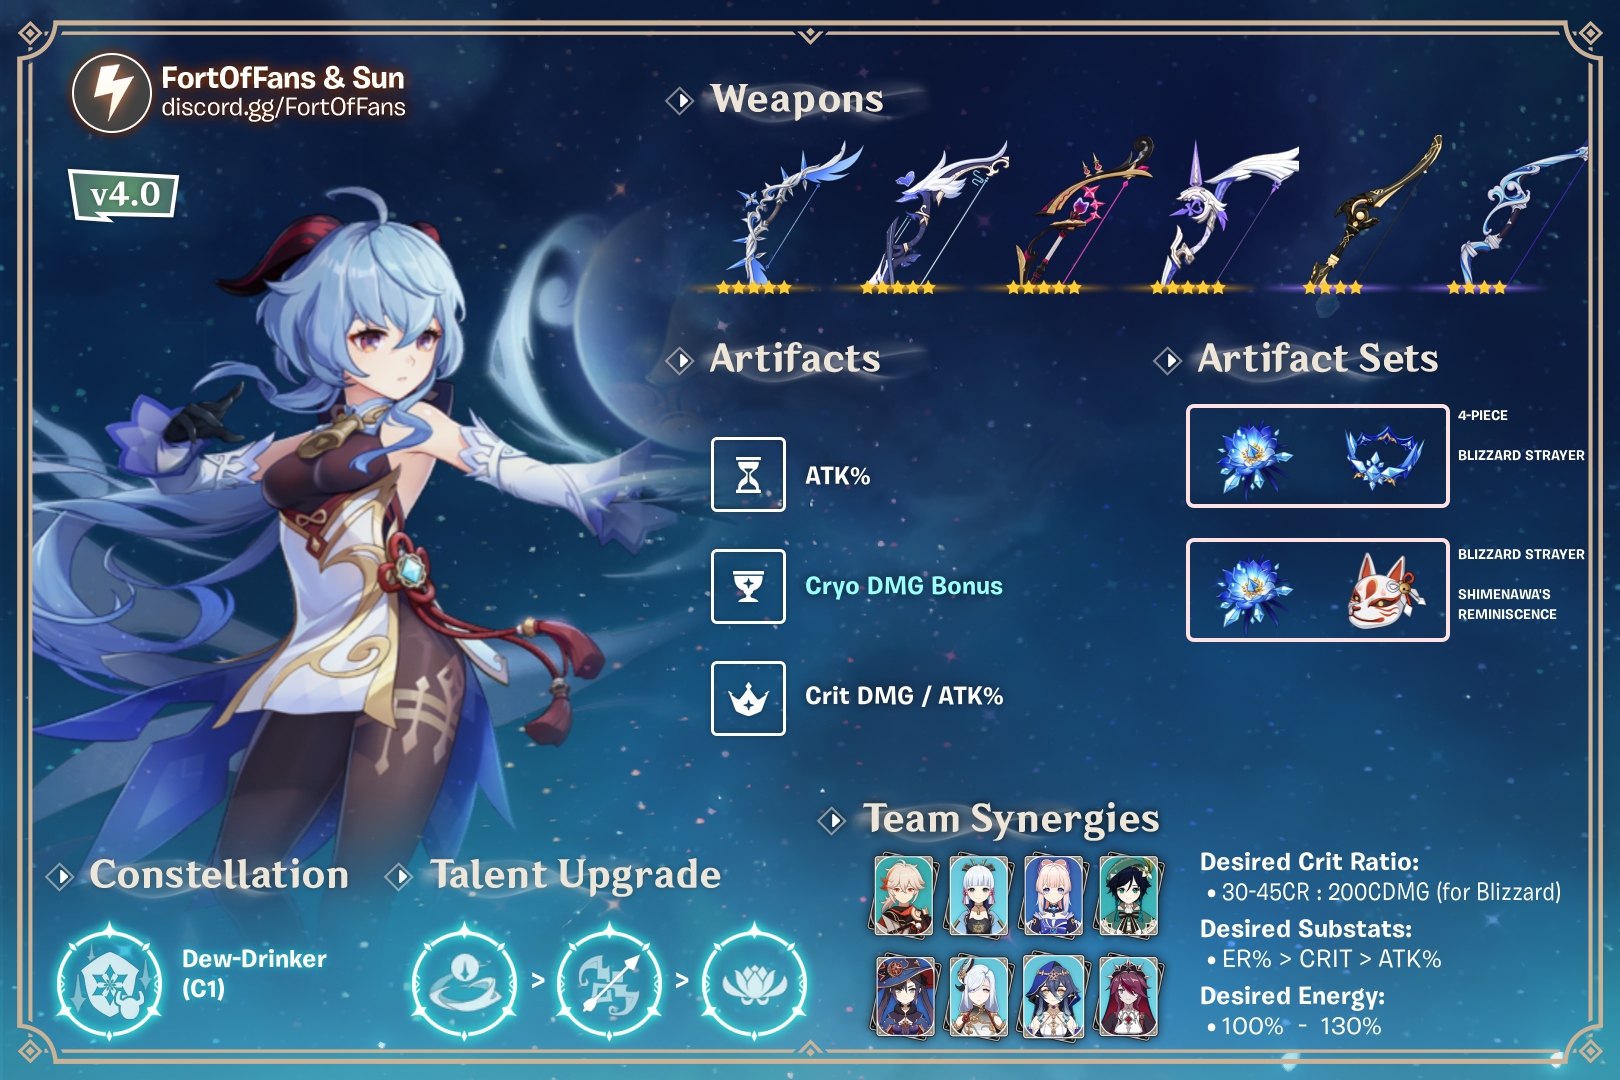 FortOfFans & Sun
discord.gg/FortOfFans
v4.0
Weapons
Artifacts
ATK%
Cryo DMG Bonus
Crit DMG / ATK%
Artifact Sets
4-PIECE
BLIZZARD STRAYER
BLIZZARD STRAYER
SHIMENAWA'S
REMINISCENCE
Constellation
Dew-Drinker
(C1)
Talent Upgrade
> >
Team Synergies
Desired Crit Ratio:
• 30-45CR : 200CDMG (for Blizzard)
Desired Substats:
• ER% > CRIT > ATK%
Desired Energy:
• 100% - 130%